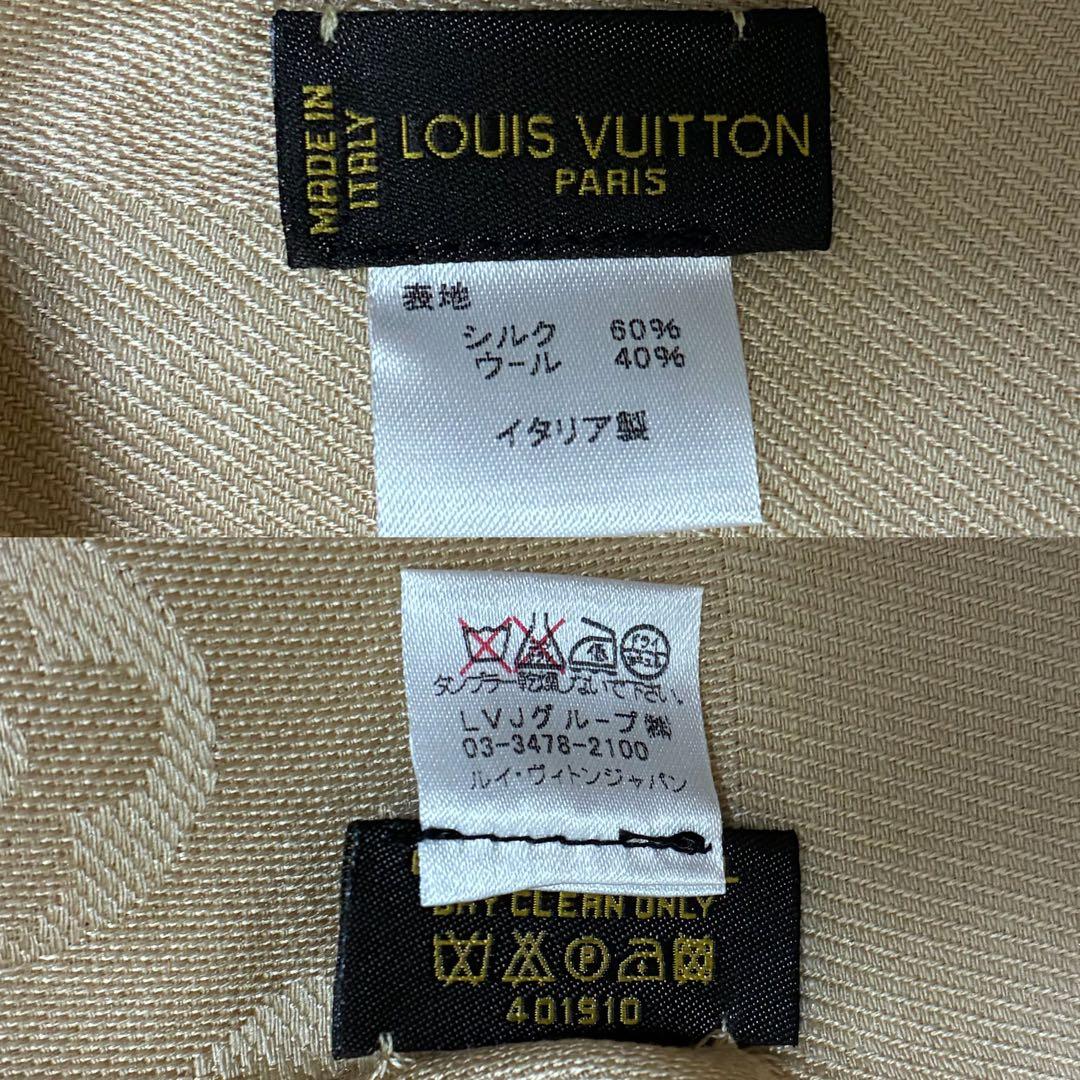 MADE IN
ITALY
LOUIS VUITTON
PARIS
表地
シルク 60%
ウール 40%
イタリア製
タンブラー乾燥しないで下さい。
LVJグループ㈱
03-3478-2100
ルイ・ヴィトンジャパン
DRY CLEAN ONLY
P
401910